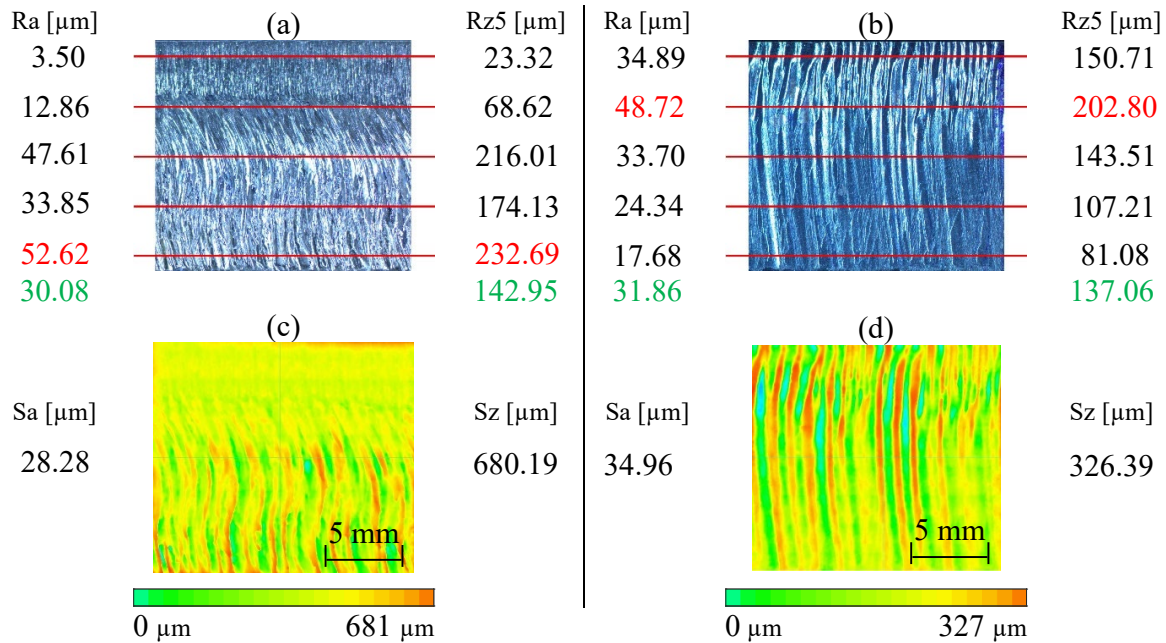 Ra [µm] (a) Rz5 [µm] Ra [µm] (b) Rz5 [µm]
3.50 23.32 34.89 150.71
12.86 68.62 48.72 202.80
47.61 216.01 33.70 143.51
33.85 174.13 24.34 107.21
52.62 232.69 17.68 81.08
30.08 142.95 31.86 137.06
(c) (d)
Sa [µm] Sz [µm] Sa [µm] Sz [µm]
28.28 680.19 34.96 326.39
5 mm 5 mm
0 µm 681 µm 0 µm 327 µm